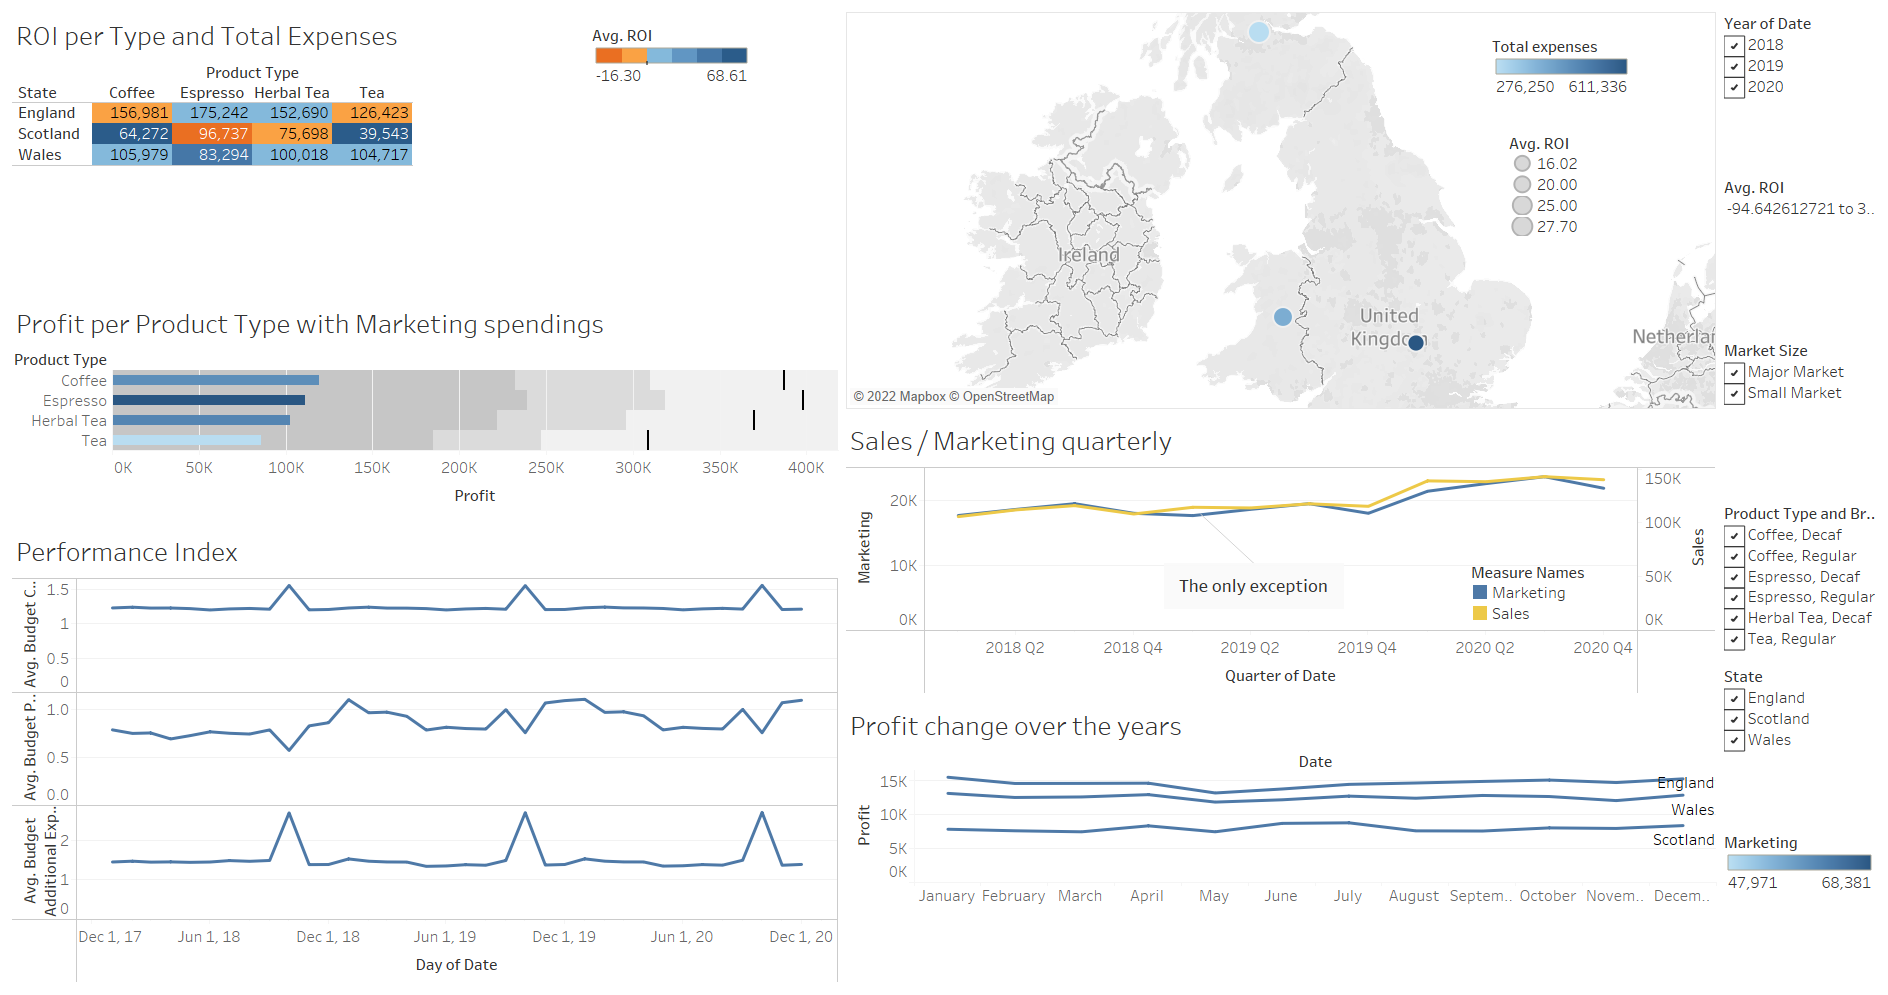 ROI per Type and Total Expenses
Product Type
State Coffee Espresso Herbal Tea Tea
England 156,981 175,242 152,690 126,423
Scotland 64,272 96,737 75,698 39,543
Wales 105,979 83,294 100,018 104,717
Avg. ROI
-16.30 68.61
Profit per Product Type with Marketing spendings
Product Type
Coffee
Espresso
Herbal Tea
Tea
0K 50K 100K 150K 200K 250K 300K 350K 400K
Profit
Performance Index
Avg. Budget C..
1.5
1
0.5
0
Avg. Budget P..
1.0
0.5
0.0
Avg. Budget
Additional Exp..
2
1
0
Dec 1, 17 Jun 1, 18 Dec 1, 18 Jun 1, 19 Dec 1, 19 Jun 1, 20 Dec 1, 20
Day of Date
Total expenses
276,250 611,336
Avg. ROI
16.02
20.00
25.00
27.70
Ireland
United
Kingdom
Netherlan
© 2022 Mapbox © OpenStreetMap
Sales / Marketing quarterly
Marketing
20K
10K
0K
150K
100K
50K
0K
Sales
The only exception
Measure Names
Marketing
Sales
2018 Q2 2018 Q4 2019 Q2 2019 Q4 2020 Q2 2020 Q4
Quarter of Date
Profit change over the years
Date
Profit
15K
10K
5K
0K
England
Wales
Scotland
January February March April May June July August Septem.. October Novem.. Decem..
Year of Date
2018
2019
2020
Avg. ROI
-94.642612721 to 3..
Market Size
Major Market
Small Market
Product Type and Br..
Coffee, Decaf
Coffee, Regular
Espresso, Decaf
Espresso, Regular
Herbal Tea, Decaf
Tea, Regular
State
England
Scotland
Wales
Marketing
47,971 68,381